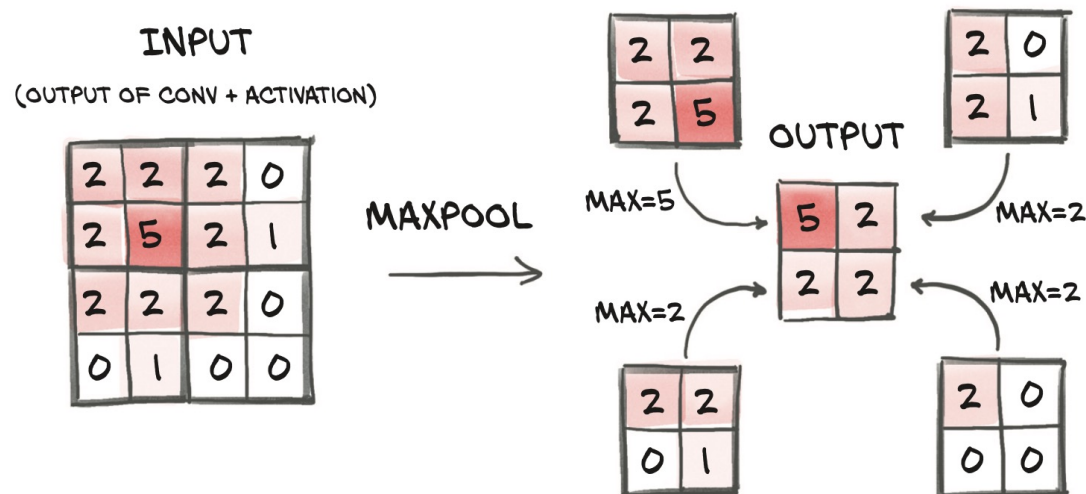 INPUT
(OUTPUT OF CONV + ACTIVATION)
2 2 2 0
2 5 2 1
2 2 2 0
0 1 0 0
MAXPOOL
2 2
2 5
MAX=5
2 0
2 1
MAX=2
OUTPUT
5 2
2 2
MAX=2
2 2
0 1
MAX=2
2 0
0 0